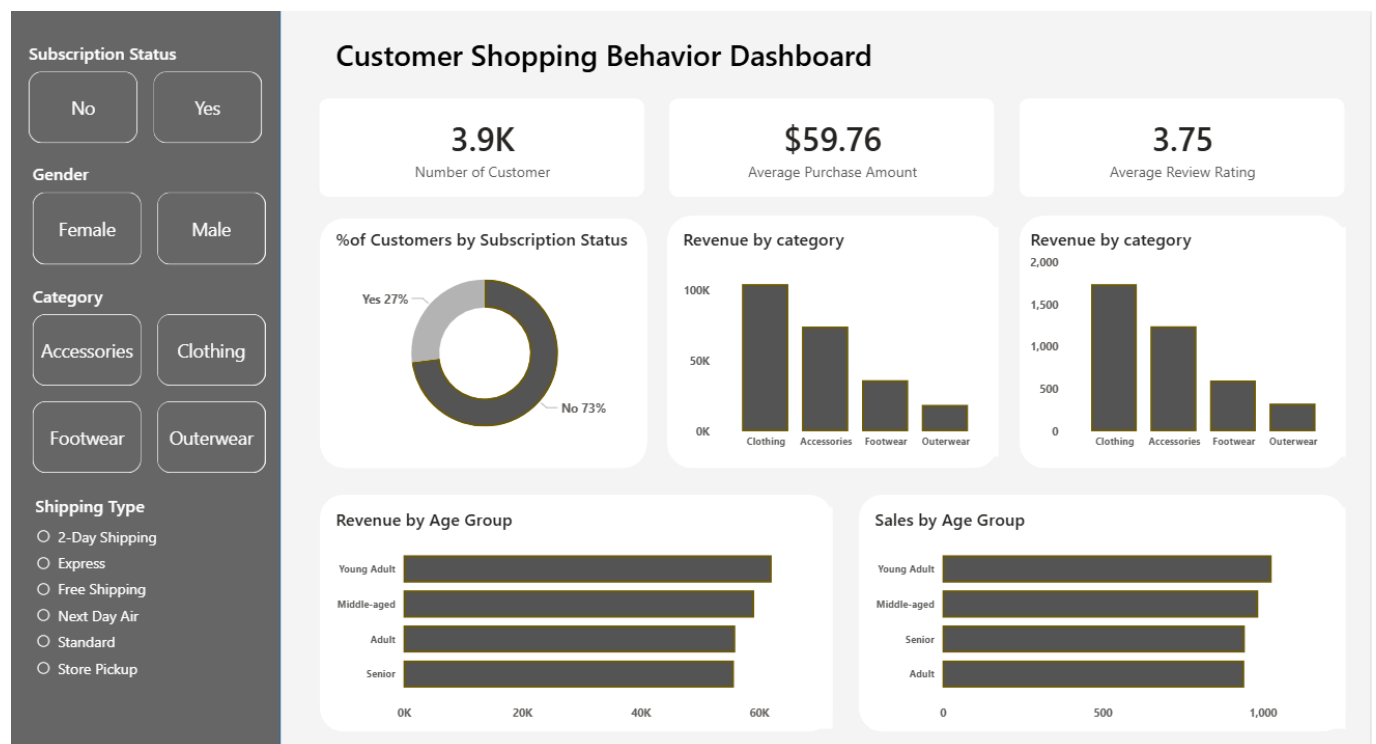 Subscription Status
No
Yes
Gender
Female
Male
Category
Accessories
Clothing
Footwear
Outerwear
Shipping Type
2-Day Shipping
Express
Free Shipping
Next Day Air
Standard
Store Pickup
Customer Shopping Behavior Dashboard
3.9K
Number of Customer
$59.76
Average Purchase Amount
3.75
Average Review Rating
%of Customers by Subscription Status
Yes 27%
No 73%
Revenue by category
100K
50K
0K
Clothing Accessories Footwear Outerwear
Revenue by category
2,000
1,500
1,000
500
0
Clothing Accessories Footwear Outerwear
Revenue by Age Group
Young Adult
Middle-aged
Adult
Senior
0K 20K 40K 60K
Sales by Age Group
Young Adult
Middle-aged
Senior
Adult
0 500 1,000